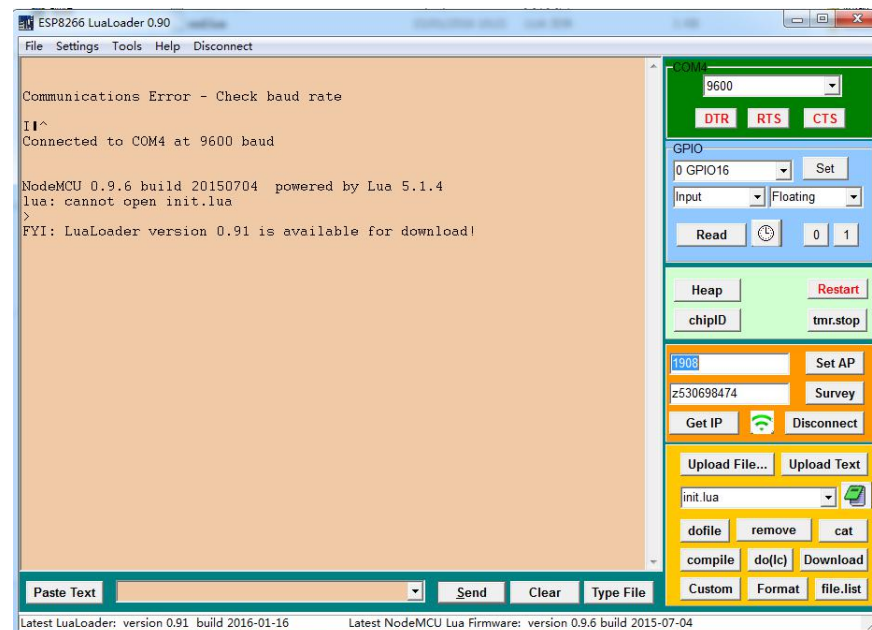 ESP8266 LuaLoader 0.90
File Settings Tools Help Disconnect
Communications Error - Check baud rate
Connected to COM4 at 9600 baud
NodeMCU 0.9.6 build 20150704 powered by Lua 5.1.4
lua: cannot open init.lua
>
FYI: LuaLoader version 0.91 is available for download!
COM4
9600
DTR RTS CTS
GPIO
0 GPIO16 Set
Input Floating
Read 0 1
Heap Restart
chipID tmr.stop
1908 Set AP
z530698474 Survey
Get IP Disconnect
Upload File... Upload Text
init.lua
dofile remove cat
compile do(lc) Download
Custom Format file.list
Paste Text Send Clear Type File
Latest LuaLoader: version 0.91 build 2016-01-16 Latest NodeMCU Lua Firmware: version 0.9.6 build 2015-07-04